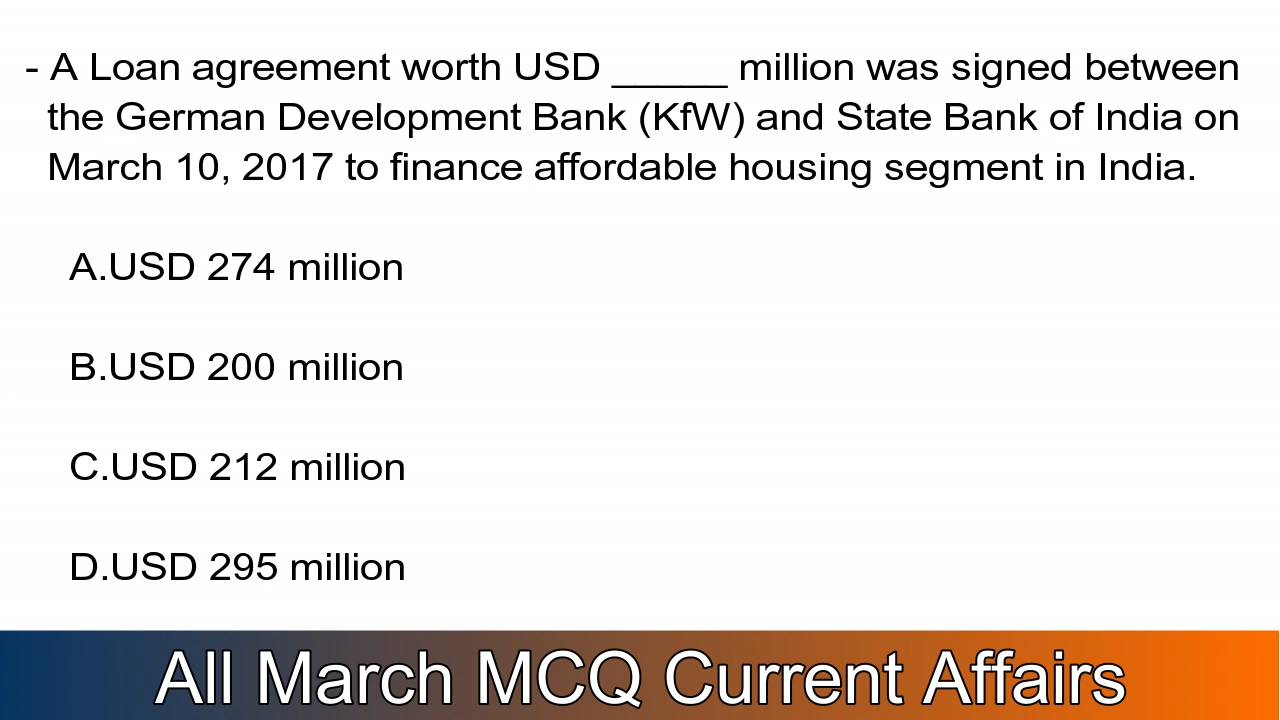 - A Loan agreement worth USD _____ million was signed between
the German Development Bank (KfW) and State Bank of India on
March 10, 2017 to finance affordable housing segment in India.
A.USD 274 million
B.USD 200 million
C.USD 212 million
D.USD 295 million
All March MCQ Current Affairs